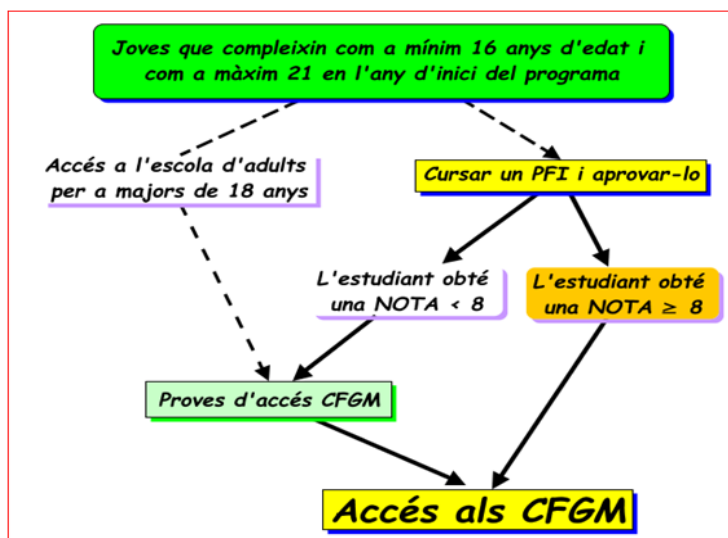 Joves que compleixin com a mínim 16 anys d'edat i
com a màxim 21 en l'any d'inici del programa
Accés a l'escola d'adults
per a majors de 18 anys
Cursar un PFI i aprovar-lo
L'estudiant obté
una NOTA < 8
L'estudiant obté
una NOTA ≥ 8
Proves d'accés CFGM
Accés als CFGM